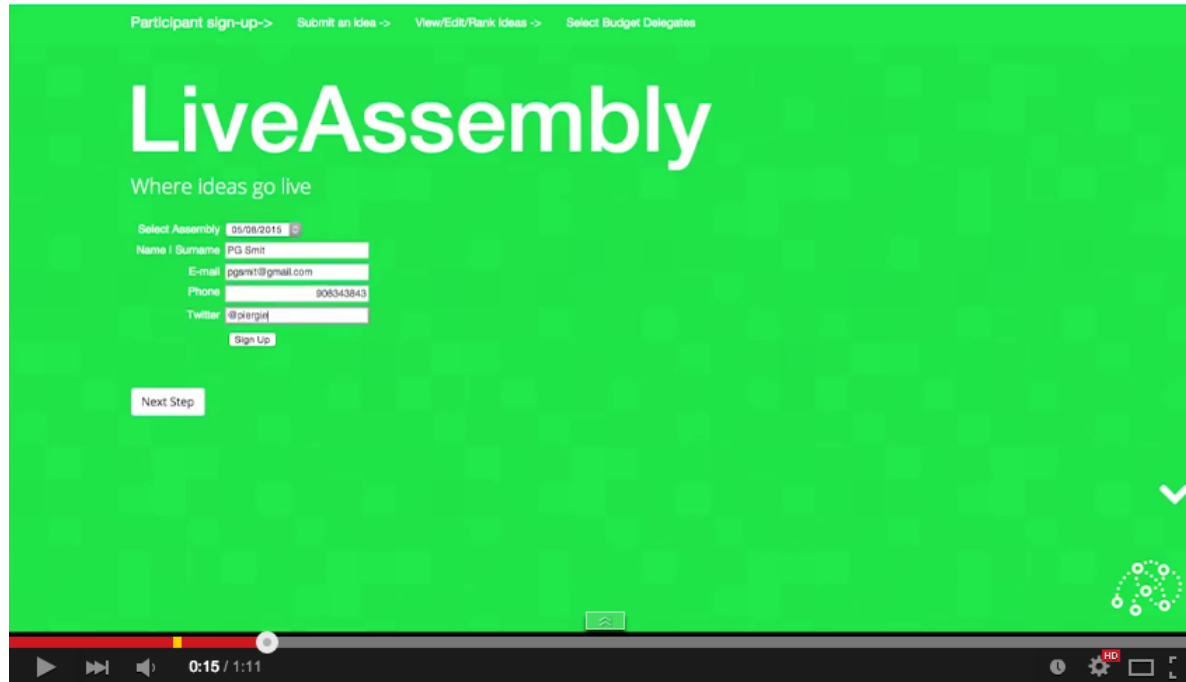 Participant sign-up-> Submit an idea -> View/Edit/Rank Ideas -> Select Budget Delegates
LiveAssembly
Where ideas go live
Select Assembly 05/08/2015
Name | Surname PG Smit
E-mail pgsmit@gmail.com
Phone 908343843
Twitter @piergie
Sign Up
Next Step
0:15 / 1:11
HD